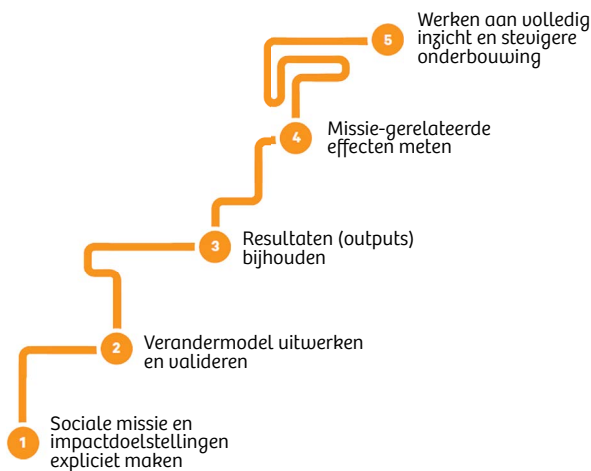 5
Werken aan volledig
inzicht en stevigere
onderbouwing
4
Missie-gerelateerde
effecten meten
3
Resultaten (outputs)
bijhouden
2
Verandermodel uitwerken
en valideren
1
Sociale missie en
impactdoelstellingen
expliciet maken